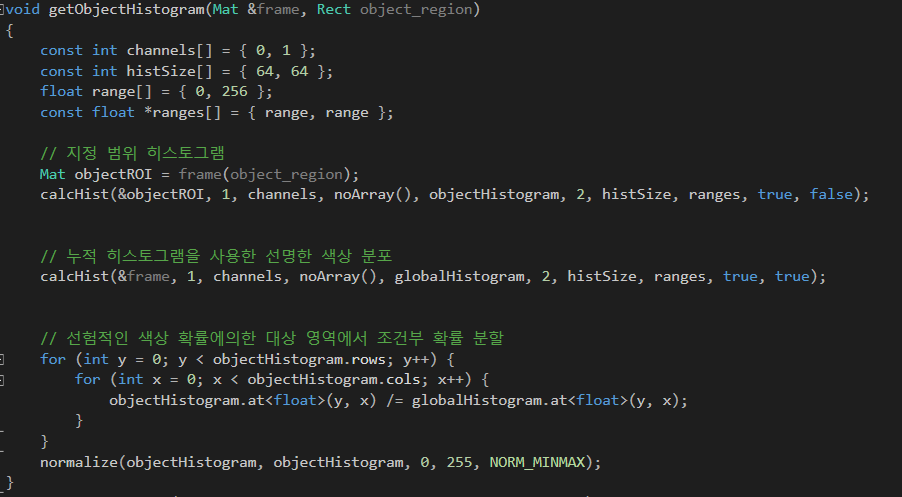 void getObjectHistogram(Mat &frame, Rect object_region)
{
    const int channels[] = { 0, 1 };
    const int histSize[] = { 64, 64 };
    float range[] = { 0, 256 };
    const float *ranges[] = { range, range };

    // 지정 범위 히스토그램
    Mat objectROI = frame(object_region);
    calcHist(&objectROI, 1, channels, noArray(), objectHistogram, 2, histSize, ranges, true, false);

    // 누적 히스토그램을 사용한 선명한 색상 분포
    calcHist(&frame, 1, channels, noArray(), globalHistogram, 2, histSize, ranges, true, true);

    // 선험적인 색상 확률에의한 대상 영역에서 조건부 확률 분할
    for (int y = 0; y < objectHistogram.rows; y++) {
        for (int x = 0; x < objectHistogram.cols; x++) {
            objectHistogram.at<float>(y, x) /= globalHistogram.at<float>(y, x);
        }
    }
    normalize(objectHistogram, objectHistogram, 0, 255, NORM_MINMAX);
}